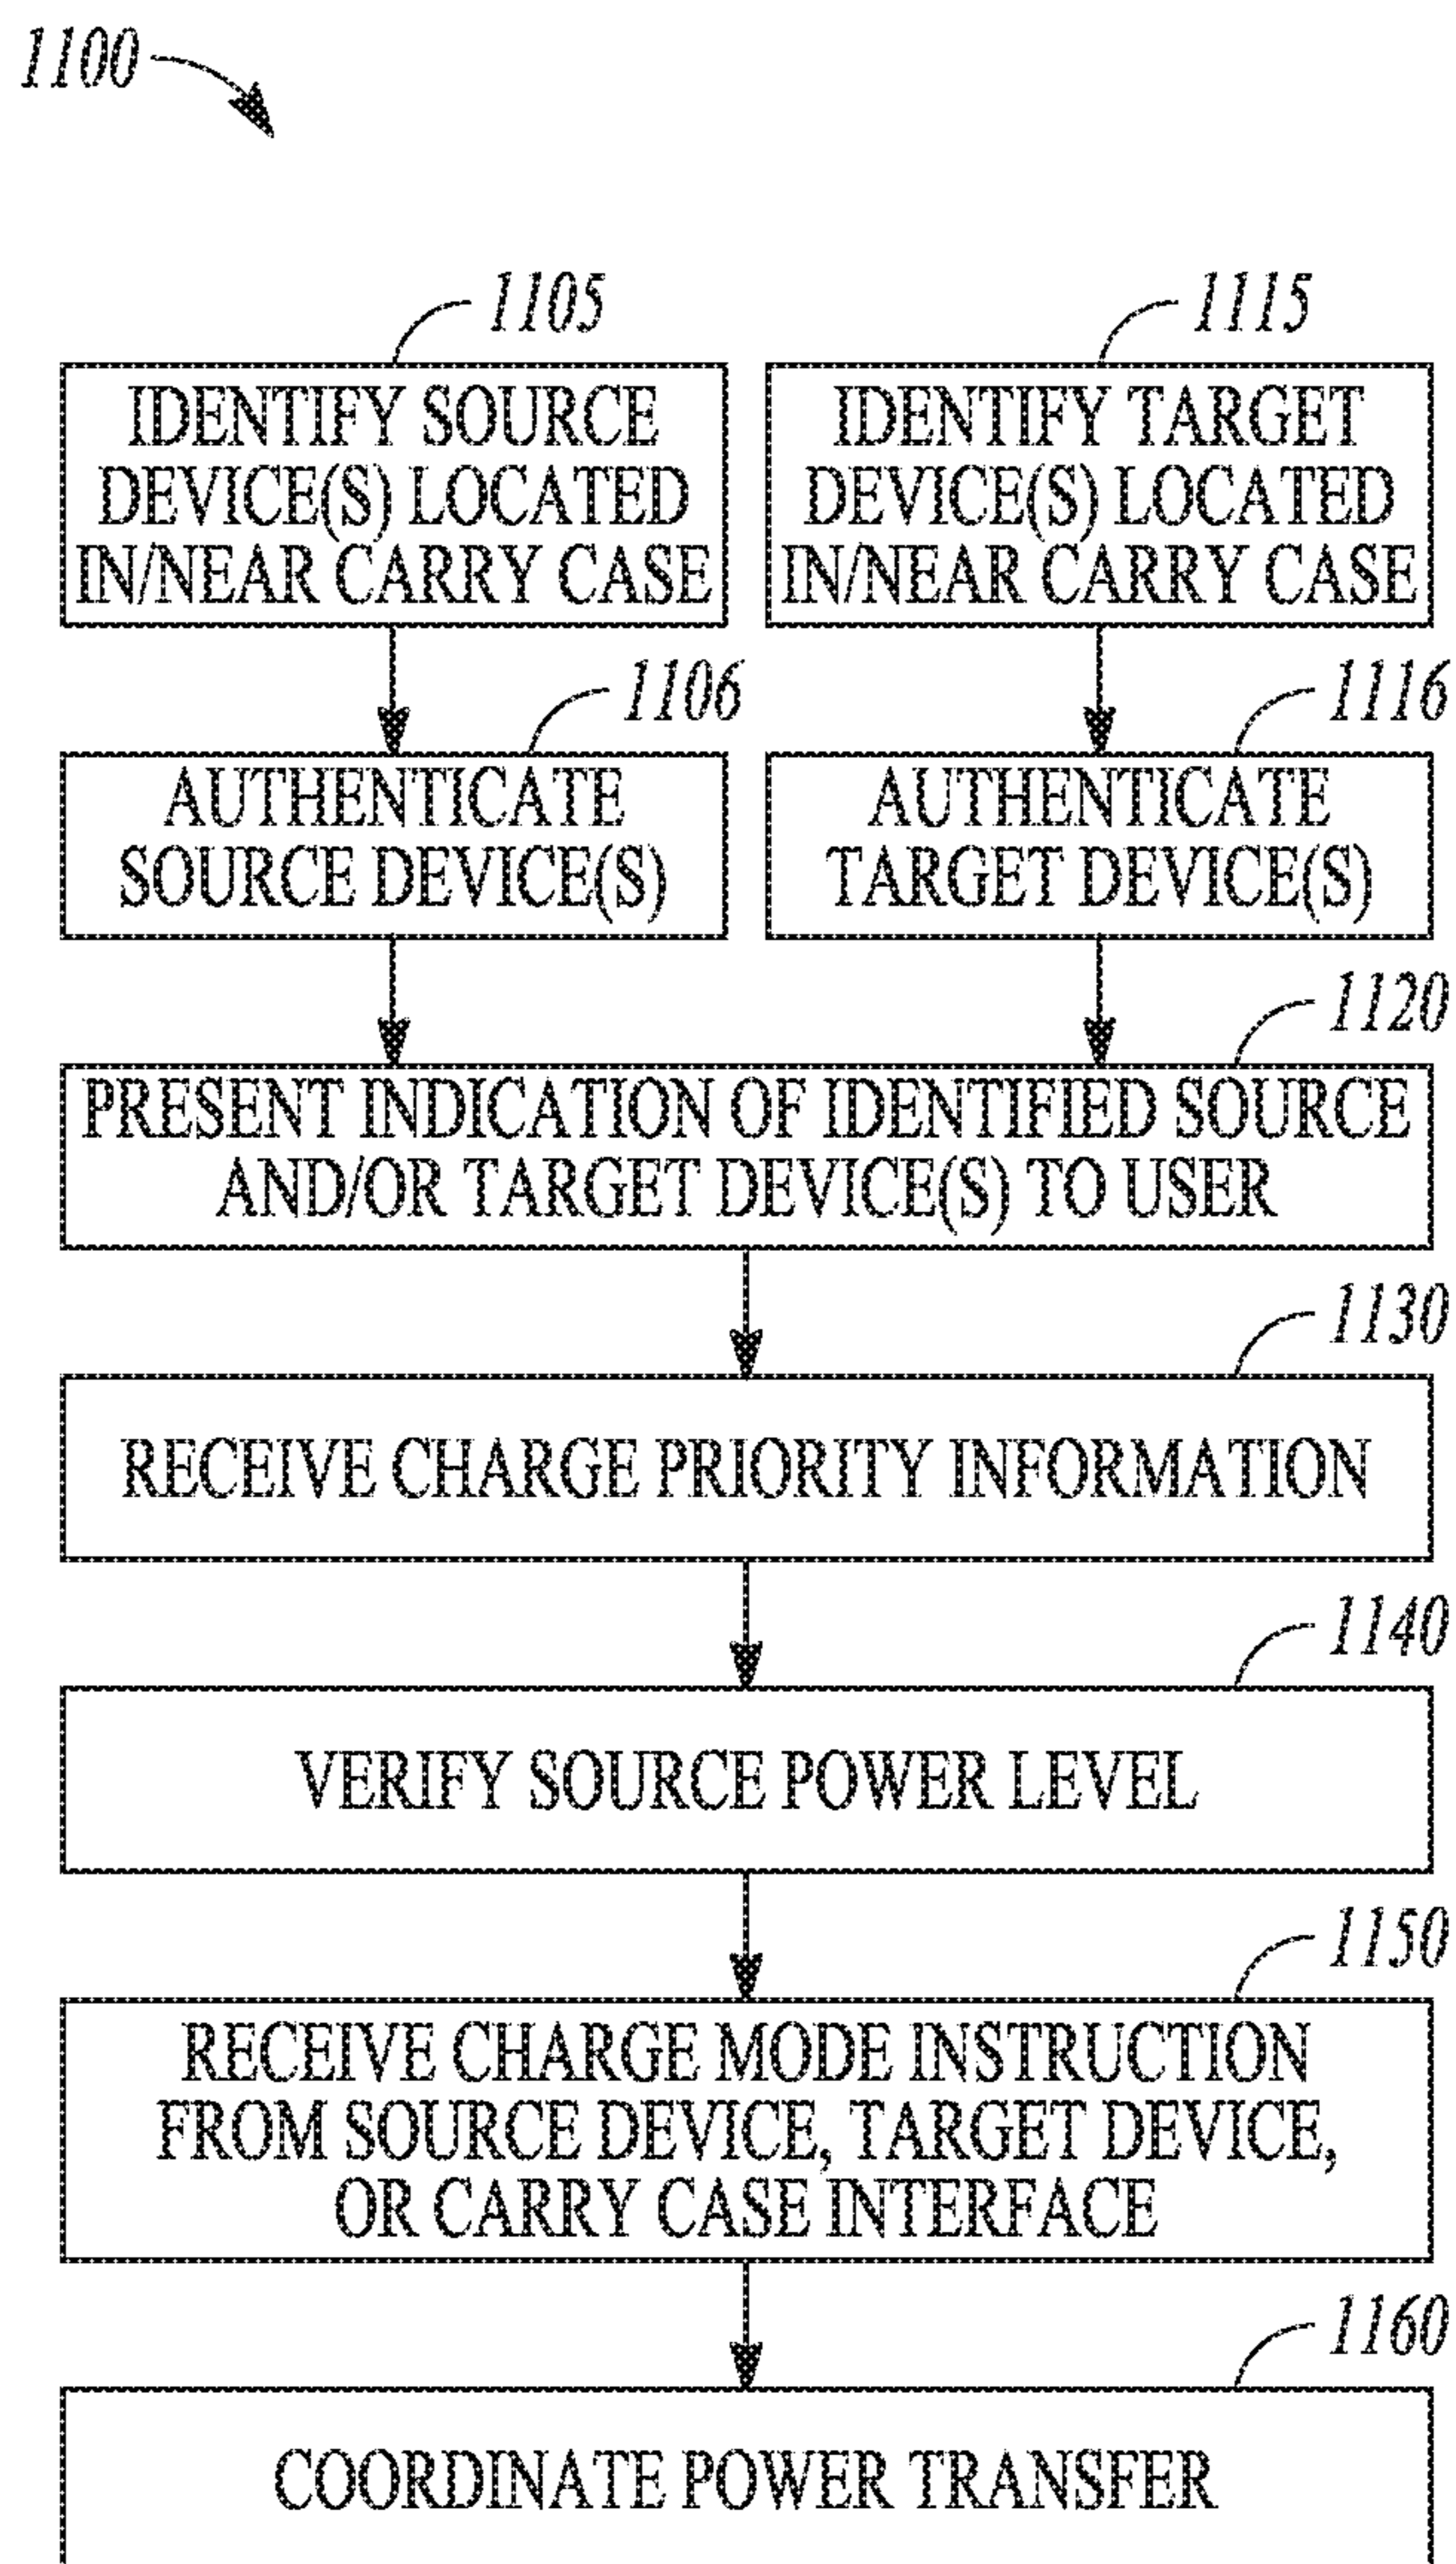 1100
1105
IDENTIFY SOURCE
DEVICE(S) LOCATED
IN/NEAR CARRY CASE
1115
IDENTIFY TARGET
DEVICE(S) LOCATED
IN/NEAR CARRY CASE
1106
AUTHENTICATE
SOURCE DEVICE(S)
1116
AUTHENTICATE
TARGET DEVICE(S)
1120
PRESENT INDICATION OF IDENTIFIED SOURCE
AND/OR TARGET DEVICE(S) TO USER
1130
RECEIVE CHARGE PRIORITY INFORMATION
1140
VERIFY SOURCE POWER LEVEL
1150
RECEIVE CHARGE MODE INSTRUCTION
FROM SOURCE DEVICE, TARGET DEVICE,
OR CARRY CASE INTERFACE
1160
COORDINATE POWER TRANSFER